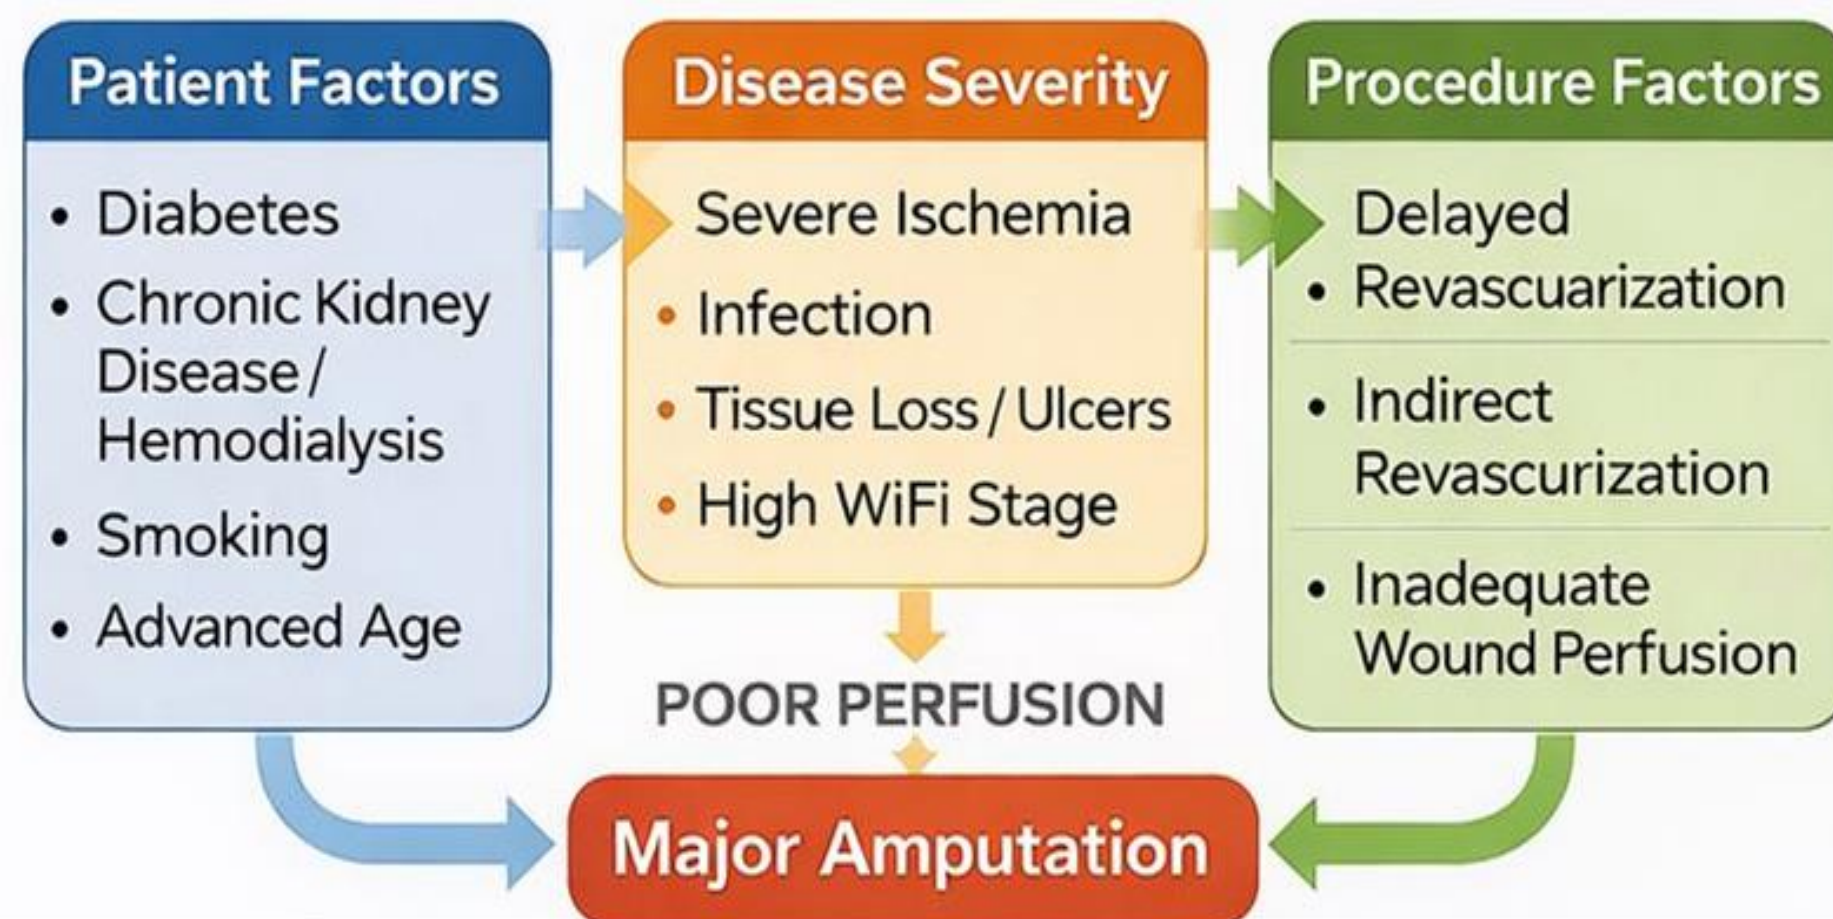 Patient Factors
• Diabetes
• Chronic Kidney
Disease /
Hemodialysis
• Smoking
• Advanced Age
Disease Severity
Severe Ischemia
• Infection
• Tissue Loss / Ulcers
• High WiFi Stage
Procedure Factors
Delayed
• Revascuarization
• Indirect
Revascurization
• Inadequate
Wound Perfusion
POOR PERFUSION
Major Amputation